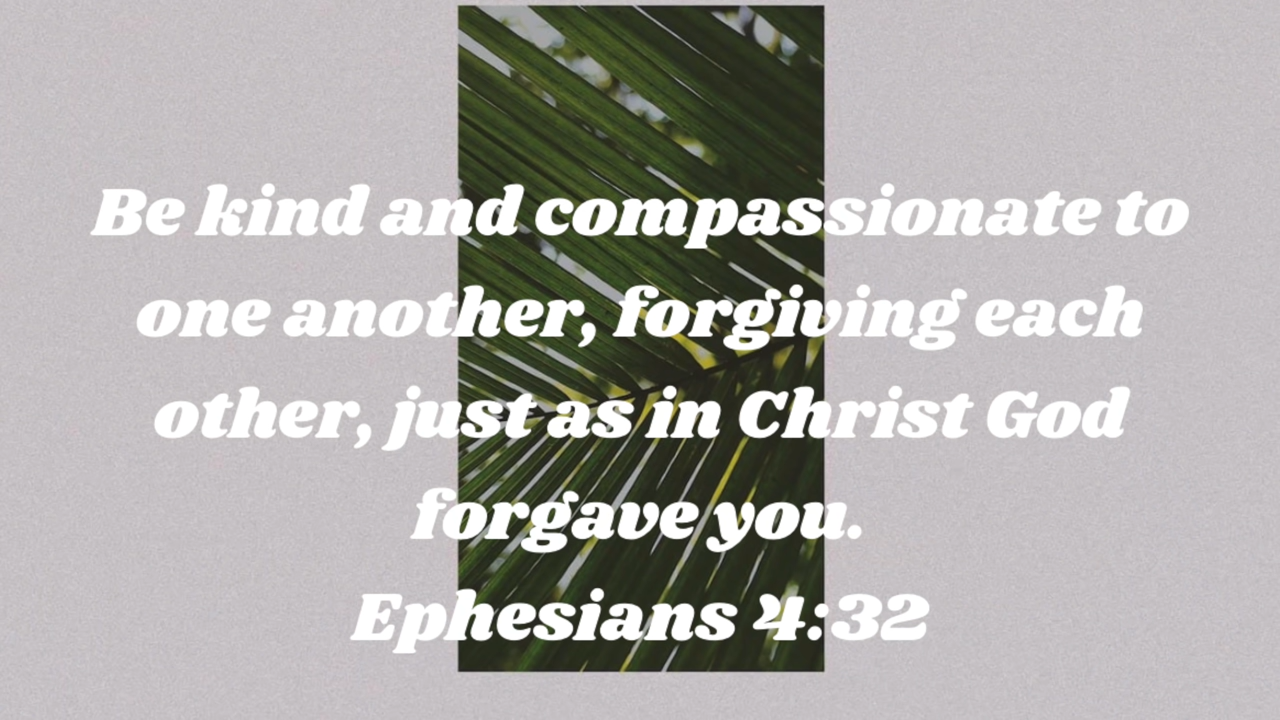 Be kind and compassionate to
one another, forgiving each
other, just as in Christ God
forgave you.
Ephesians 4:32